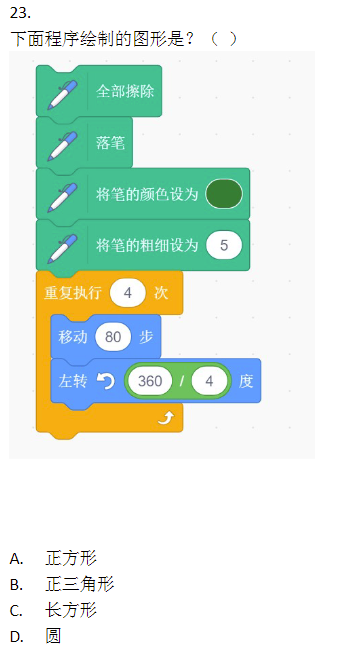 23.
下面程序绘制的图形是？（ ）
全部擦除
落笔
将笔的颜色设为
将笔的粗细设为 5
重复执行 4 次
移动 80 步
左转 360 / 4 度
A. 正方形
B. 正三角形
C. 长方形
D. 圆